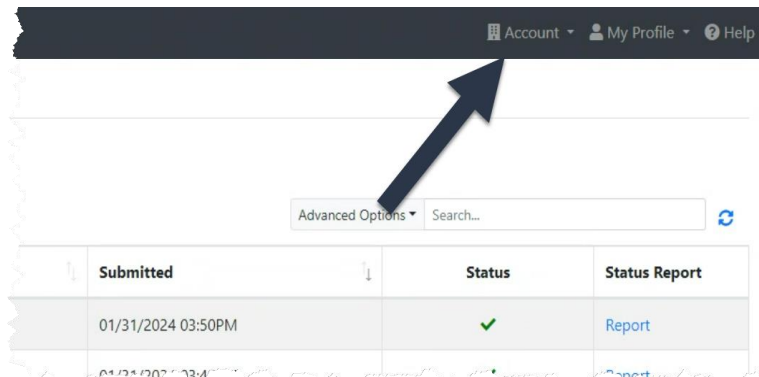 Account My Profile Help
Advanced Options Search...
Submitted Status Status Report
01/31/2024 03:50PM Report